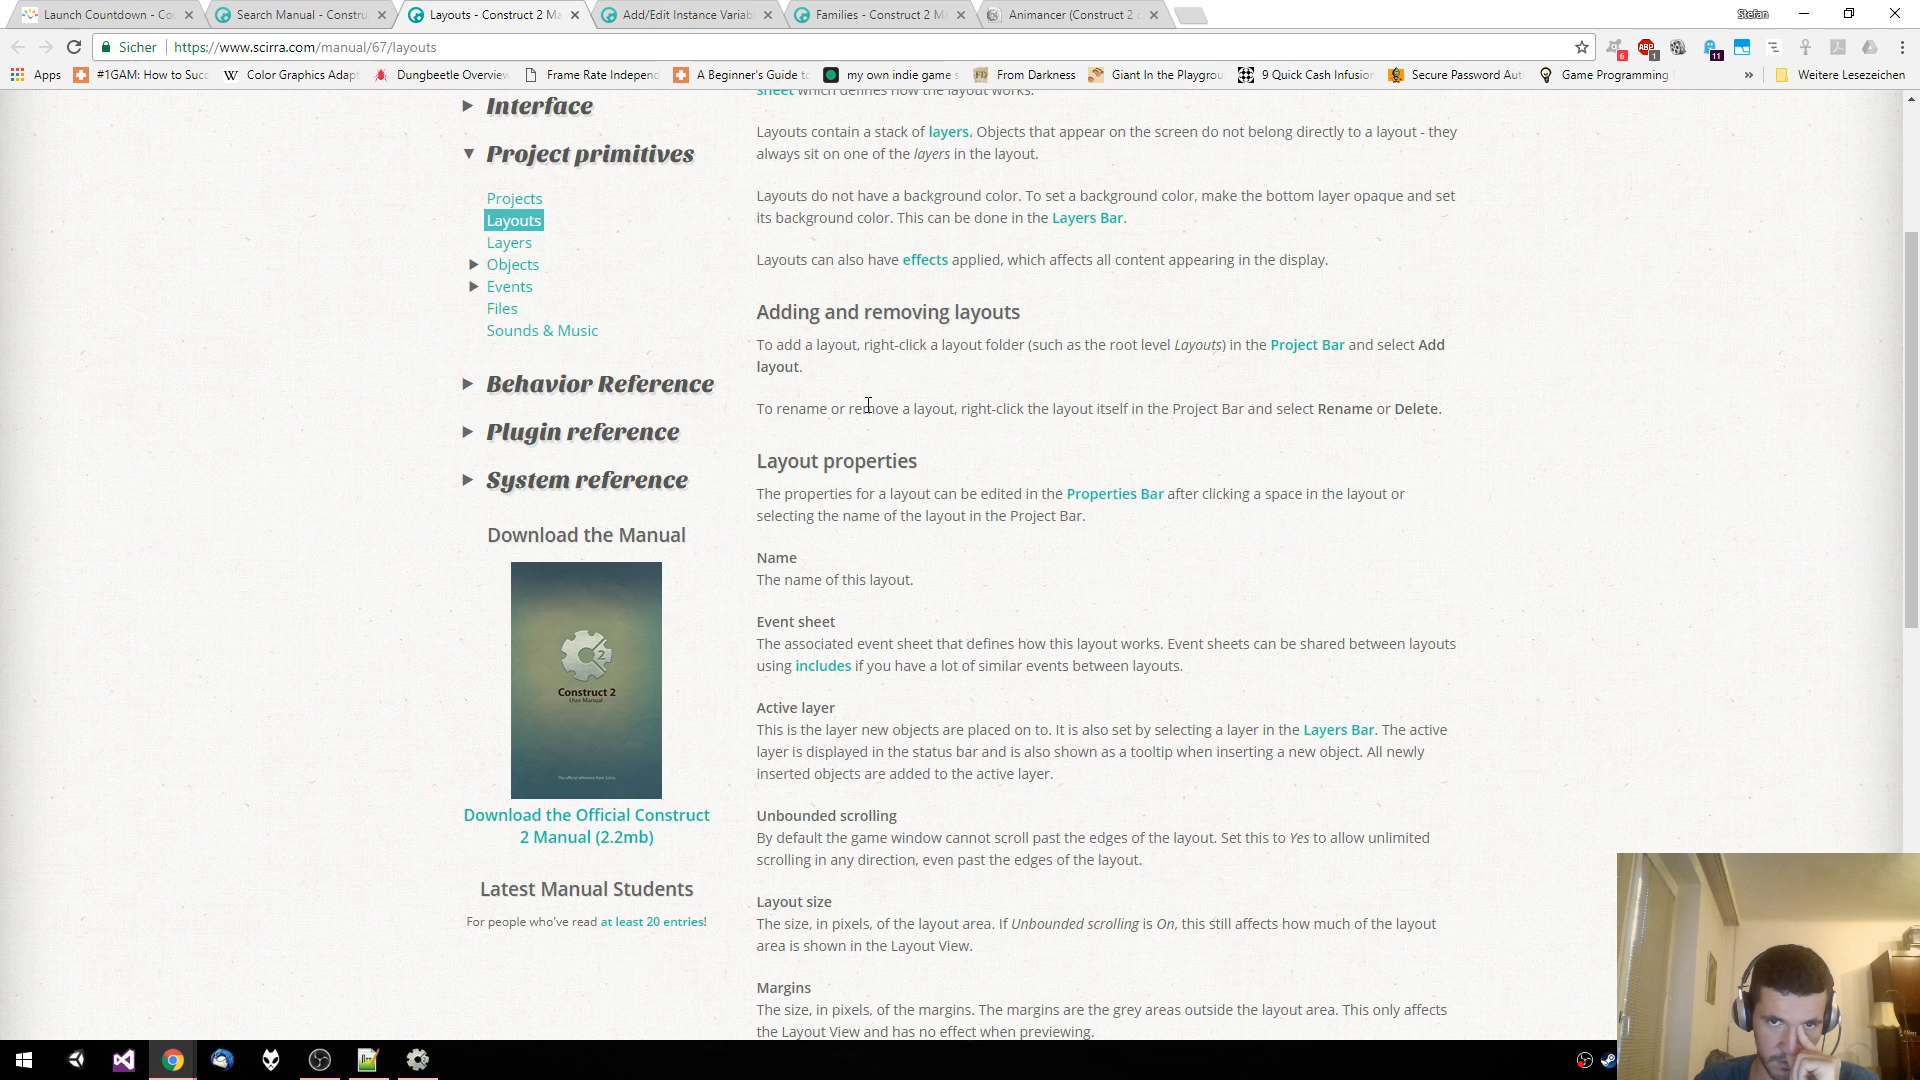 Launch Countdown - Co
Search Manual - Constru
Layouts - Construct 2 Ma
Add/Edit Instance Variab
Families - Construct 2 M
Animancer (Construct 2 c
Stefan
Sicher
https://www.scirra.com/manual/67/layouts
6
1
11
Apps
#1GAM: How to Succ
Color Graphics Adapt
Dungbeetle Overview
Frame Rate Independ
A Beginner's Guide to
my own indie game s
From Darkness
Giant In the Playgrou
9 Quick Cash Infusion
Secure Password Aut
Game Programming
»
Weitere Lesezeichen
Interface
Project primitives
Projects
Layouts
Layers
Objects
Events
Files
Sounds & Music
Behavior Reference
Plugin reference
System reference
Download the Manual
2
Construct 2
User Manual
Download the Official Construct
2 Manual (2.2mb)
Latest Manual Students
For people who've read at least 20 entries!
sheet which defines how the layout works.
Layouts contain a stack of layers. Objects that appear on the screen do not belong directly to a layout - they
always sit on one of the layers in the layout.
Layouts do not have a background color. To set a background color, make the bottom layer opaque and set
its background color. This can be done in the Layers Bar.
Layouts can also have effects applied, which affects all content appearing in the display.
Adding and removing layouts
To add a layout, right-click a layout folder (such as the root level Layouts) in the Project Bar and select Add
layout.
To rename or remove a layout, right-click the layout itself in the Project Bar and select Rename or Delete.
Layout properties
The properties for a layout can be edited in the Properties Bar after clicking a space in the layout or
selecting the name of the layout in the Project Bar.
Name
The name of this layout.
Event sheet
The associated event sheet that defines how this layout works. Event sheets can be shared between layouts
using includes if you have a lot of similar events between layouts.
Active layer
This is the layer new objects are placed on to. It is also set by selecting a layer in the Layers Bar. The active
layer is displayed in the status bar and is also shown as a tooltip when inserting a new object. All newly
inserted objects are added to the active layer.
Unbounded scrolling
By default the game window cannot scroll past the edges of the layout. Set this to Yes to allow unlimited
scrolling in any direction, even past the edges of the layout.
Layout size
The size, in pixels, of the layout area. If Unbounded scrolling is On, this still affects how much of the layout
area is shown in the Layout View.
Margins
The size, in pixels, of the margins. The margins are the grey areas outside the layout area. This only affects
the Layout View and has no effect when previewing.